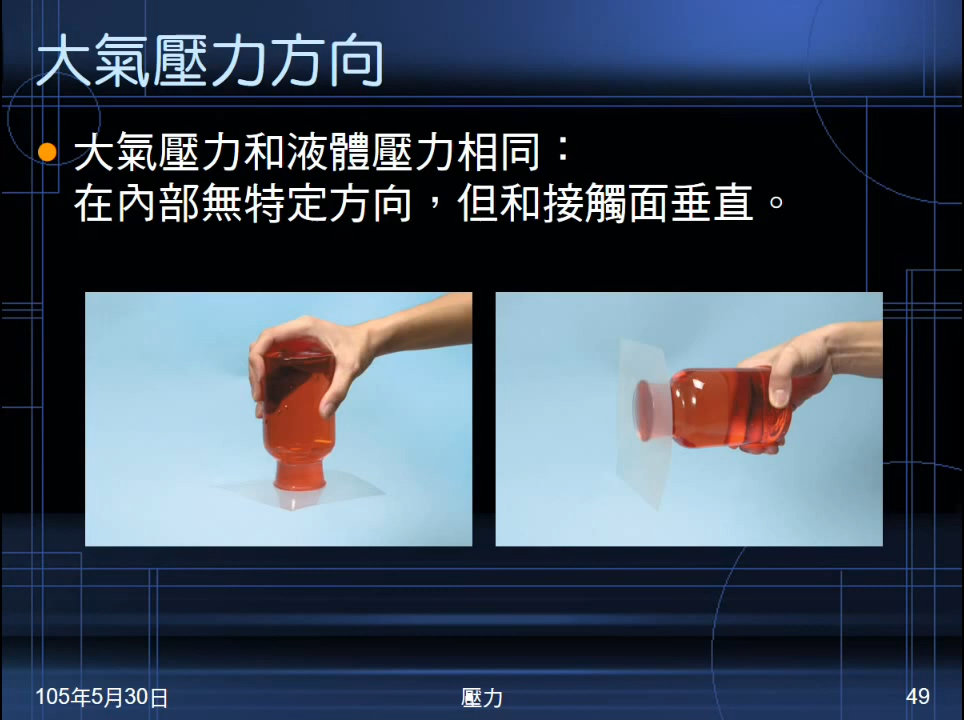 大氣壓力方向
大氣壓力和液體壓力相同：
在內部無特定方向，但和接觸面垂直。
105年5月30日
壓力
49